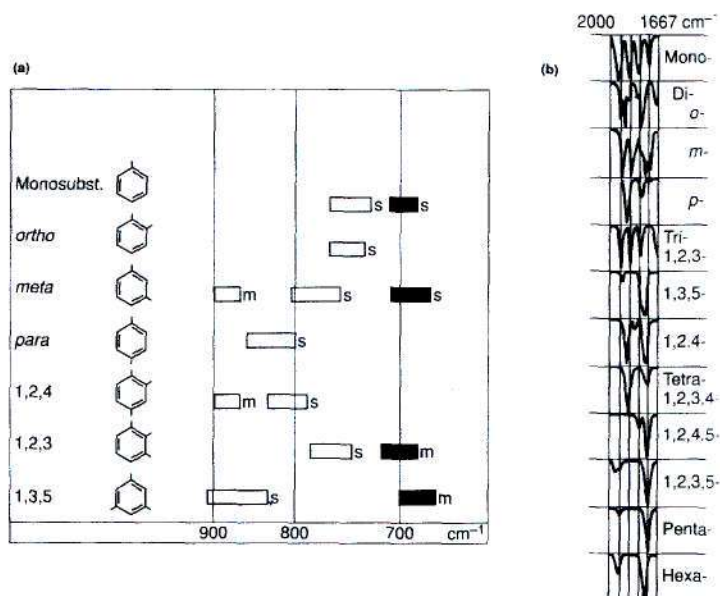 (a)
Monosubst.
s s
ortho
s
meta
m s s
para
s
1,2,4
m s
1,2,3
s m
1,3,5
s m
900 800 700 cm⁻¹
2000 1667 cm⁻¹
(b)
Mono-
Di-
o-
m-
p-
Tri-
1,2,3-
1,3,5-
1,2,4-
Tetra-
1,2,3,4-
1,2,4,5-
1,2,3,5-
Penta-
Hexa-